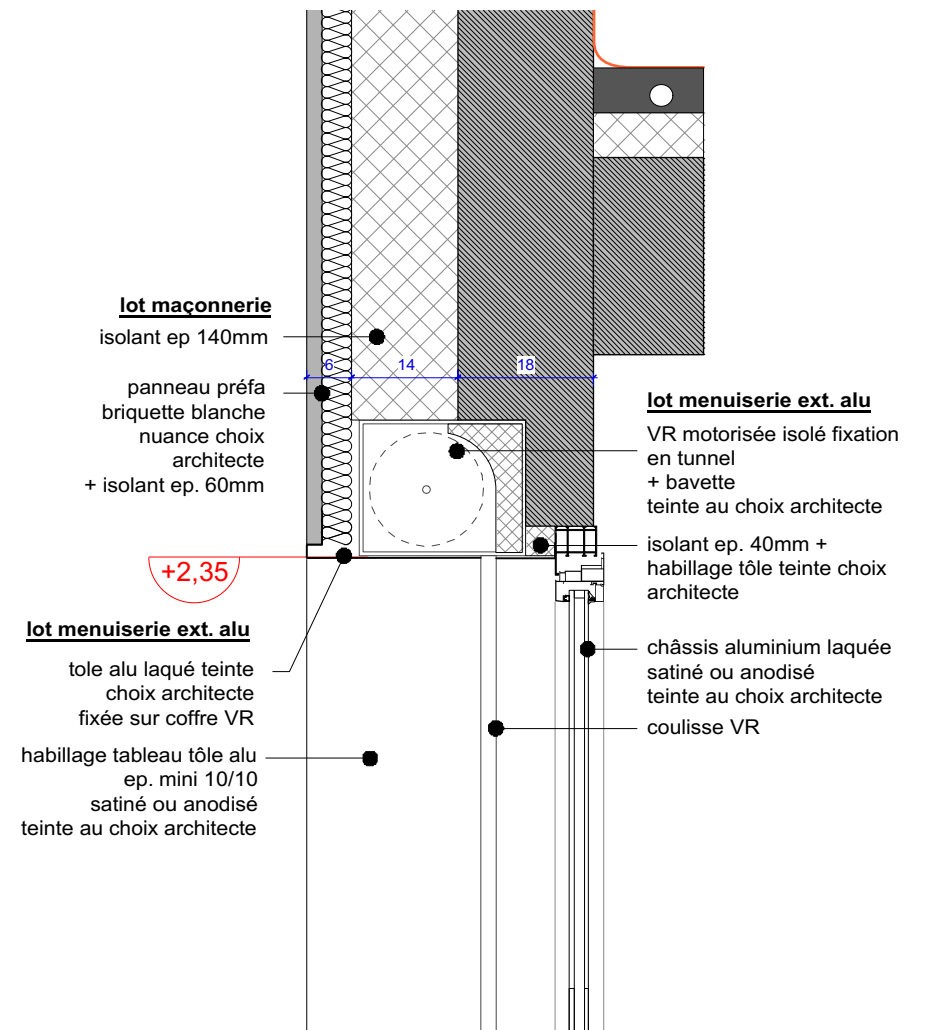 lot maçonnerie
isolant ep 140mm
6
14
18
panneau préfa
briquette blanche
nuance choix
architecte
+ isolant ep. 60mm
lot menuiserie ext. alu
VR motorisée isolé fixation
en tunnel
+ bavette
teinte au choix architecte
isolant ep. 40mm +
habillage tôle teinte choix
architecte
+2,35
lot menuiserie ext. alu
tole alu laqué teinte
choix architecte
fixée sur coffre VR
châssis aluminium laquée
satiné ou anodisé
teinte au choix architecte
coulisse VR
habillage tableau tôle alu
ep. mini 10/10
satiné ou anodisé
teinte au choix architecte